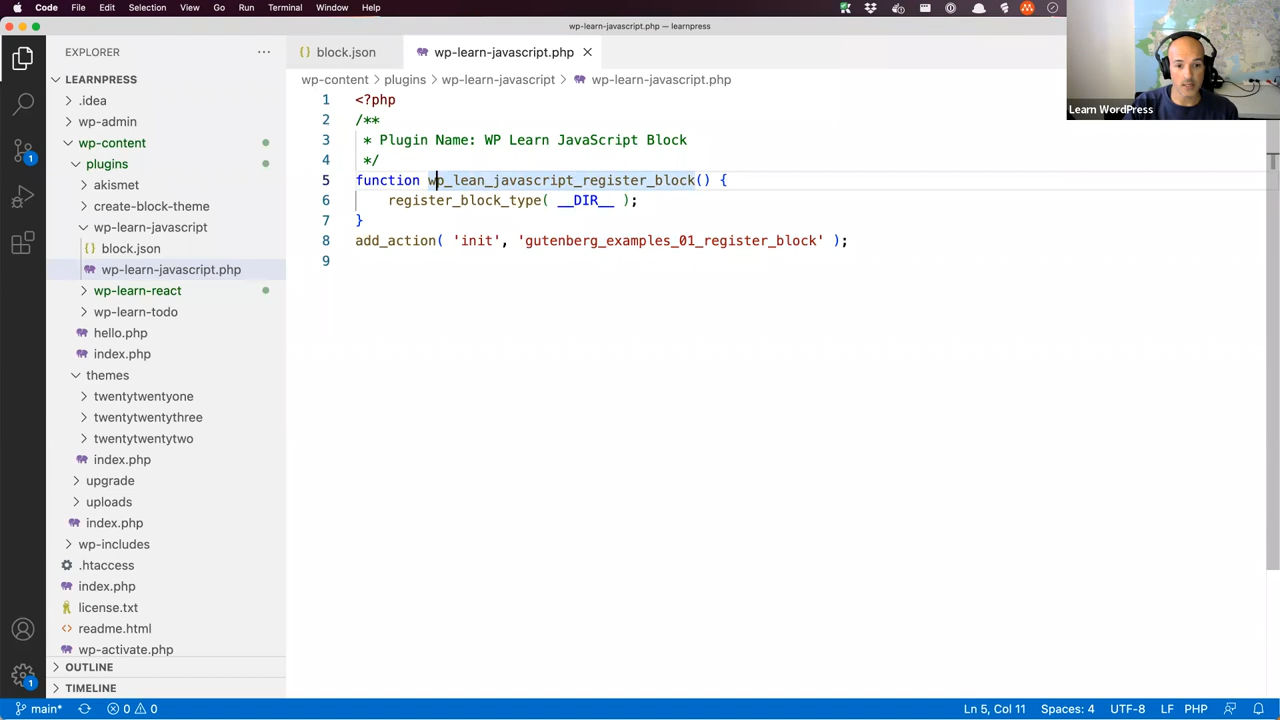 Code File Edit Selection View Go Run Terminal Window Help
wp-learn-javascript.php — learnpress
EXPLORER
block.json
wp-learn-javascript.php
LEARNPRESS
wp-content > plugins > wp-learn-javascript > wp-learn-javascript.php
.idea
wp-admin
wp-content
plugins
akismet
create-block-theme
wp-learn-javascript
block.json
wp-learn-javascript.php
wp-learn-react
wp-learn-todo
hello.php
index.php
themes
twentytwentyone
twentytwentythree
twentytwentytwo
index.php
upgrade
uploads
index.php
wp-includes
.htaccess
index.php
license.txt
readme.html
wp-activate.php
OUTLINE
TIMELINE
1 <?php
2 /**
3  * Plugin Name: WP Learn JavaScript Block
4  */
5 function wp_lean_javascript_register_block() {
6     register_block_type( __DIR__ );
7 }
8 add_action( 'init', 'gutenberg_examples_01_register_block' );
9
Learn WordPress
1
1
main* 0 0 Ln 5, Col 11 Spaces: 4 UTF-8 LF PHP